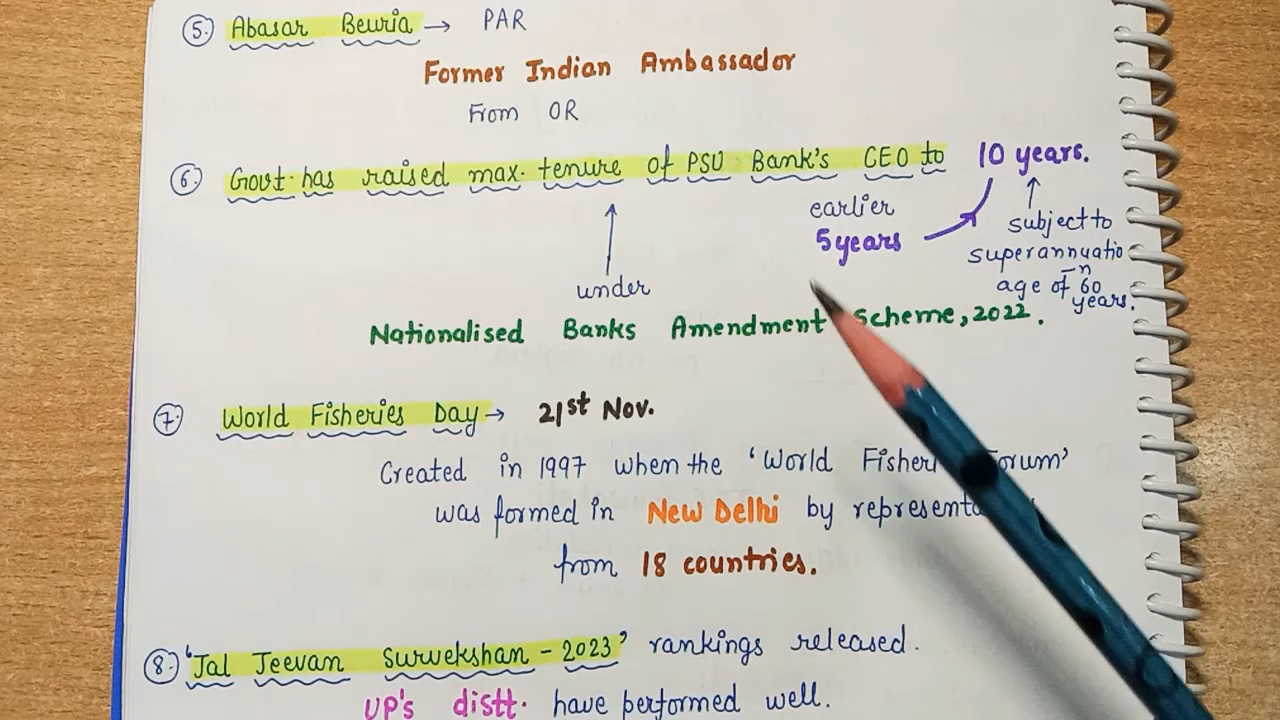 5. Abasar Beuria → PAR
Former Indian Ambassador
From OR
6. Govt. has raised max. tenure of PSU Bank's CEO to 10 years.
earlier
5 years
subject to
superannuatio
-n
age of 60
years.
under
Nationalised Banks Amendment Scheme, 2022.
7. World Fisheries Day → 21st Nov.
Created in 1997 when the 'World Fisher orum'
was formed in New Delhi by representa
from 18 countries.
8. 'Jal Jeevan Survekshan - 2023' rankings released.
UP's distt. have performed well.